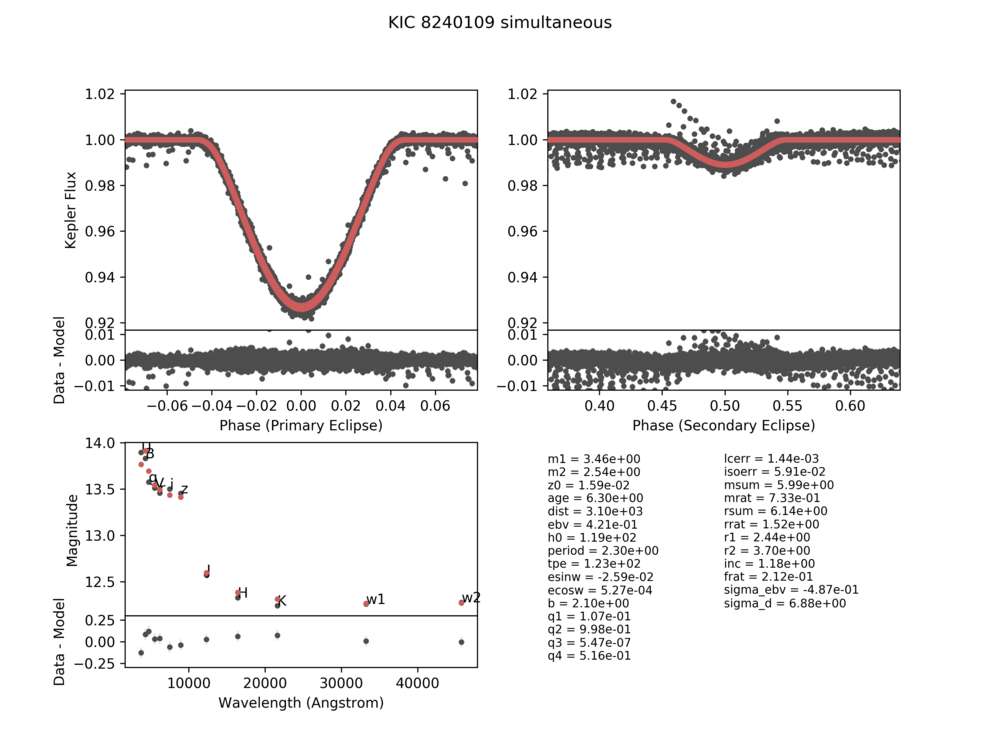 KIC 8240109 simultaneous
1.02
1.00
0.98
0.96
0.94
0.92
Kepler Flux
0.01
0.00
−0.01
Data - Model
−0.06 −0.04 −0.02 0.00 0.02 0.04 0.06
Phase (Primary Eclipse)
1.02
1.00
0.98
0.96
0.94
0.92
0.01
0.00
−0.01
0.40 0.45 0.50 0.55 0.60
Phase (Secondary Eclipse)
14.0
13.5
13.0
12.5
Magnitude
B
V
i
z
J
H
K
w1
w2
0.25
0.00
−0.25
Data - Model
10000 20000 30000 40000
Wavelength (Angstrom)
m1 = 3.46e+00
m2 = 2.54e+00
z0 = 1.59e-02
age = 6.30e+00
dist = 3.10e+03
ebv = 4.21e-01
h0 = 1.19e+02
period = 2.30e+00
tpe = 1.23e+02
esinw = -2.59e-02
ecosw = 5.27e-04
b = 2.10e+00
q1 = 1.07e-01
q2 = 9.98e-01
q3 = 5.47e-07
q4 = 5.16e-01
lcerr = 1.44e-03
isoerr = 5.91e-02
msum = 5.99e+00
mrat = 7.33e-01
rsum = 6.14e+00
rrat = 1.52e+00
r1 = 2.44e+00
r2 = 3.70e+00
inc = 1.18e+00
frat = 2.12e-01
sigma_ebv = -4.87e-01
sigma_d = 6.88e+00